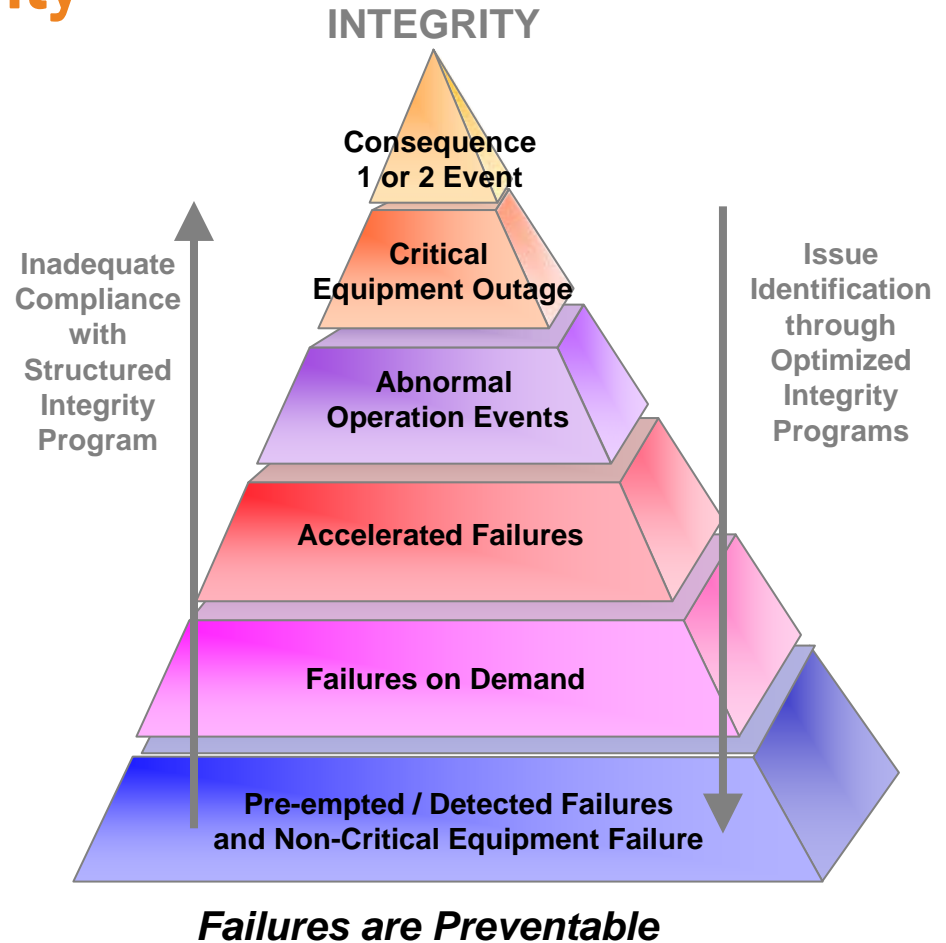 ity
INTEGRITY
Consequence
1 or 2 Event
Critical
Equipment Outage
Abnormal
Operation Events
Accelerated Failures
Failures on Demand
Pre-empted / Detected Failures
and Non-Critical Equipment Failure
Inadequate
Compliance
with
Structured
Integrity
Program
Issue
Identification
through
Optimized
Integrity
Programs
Failures are Preventable